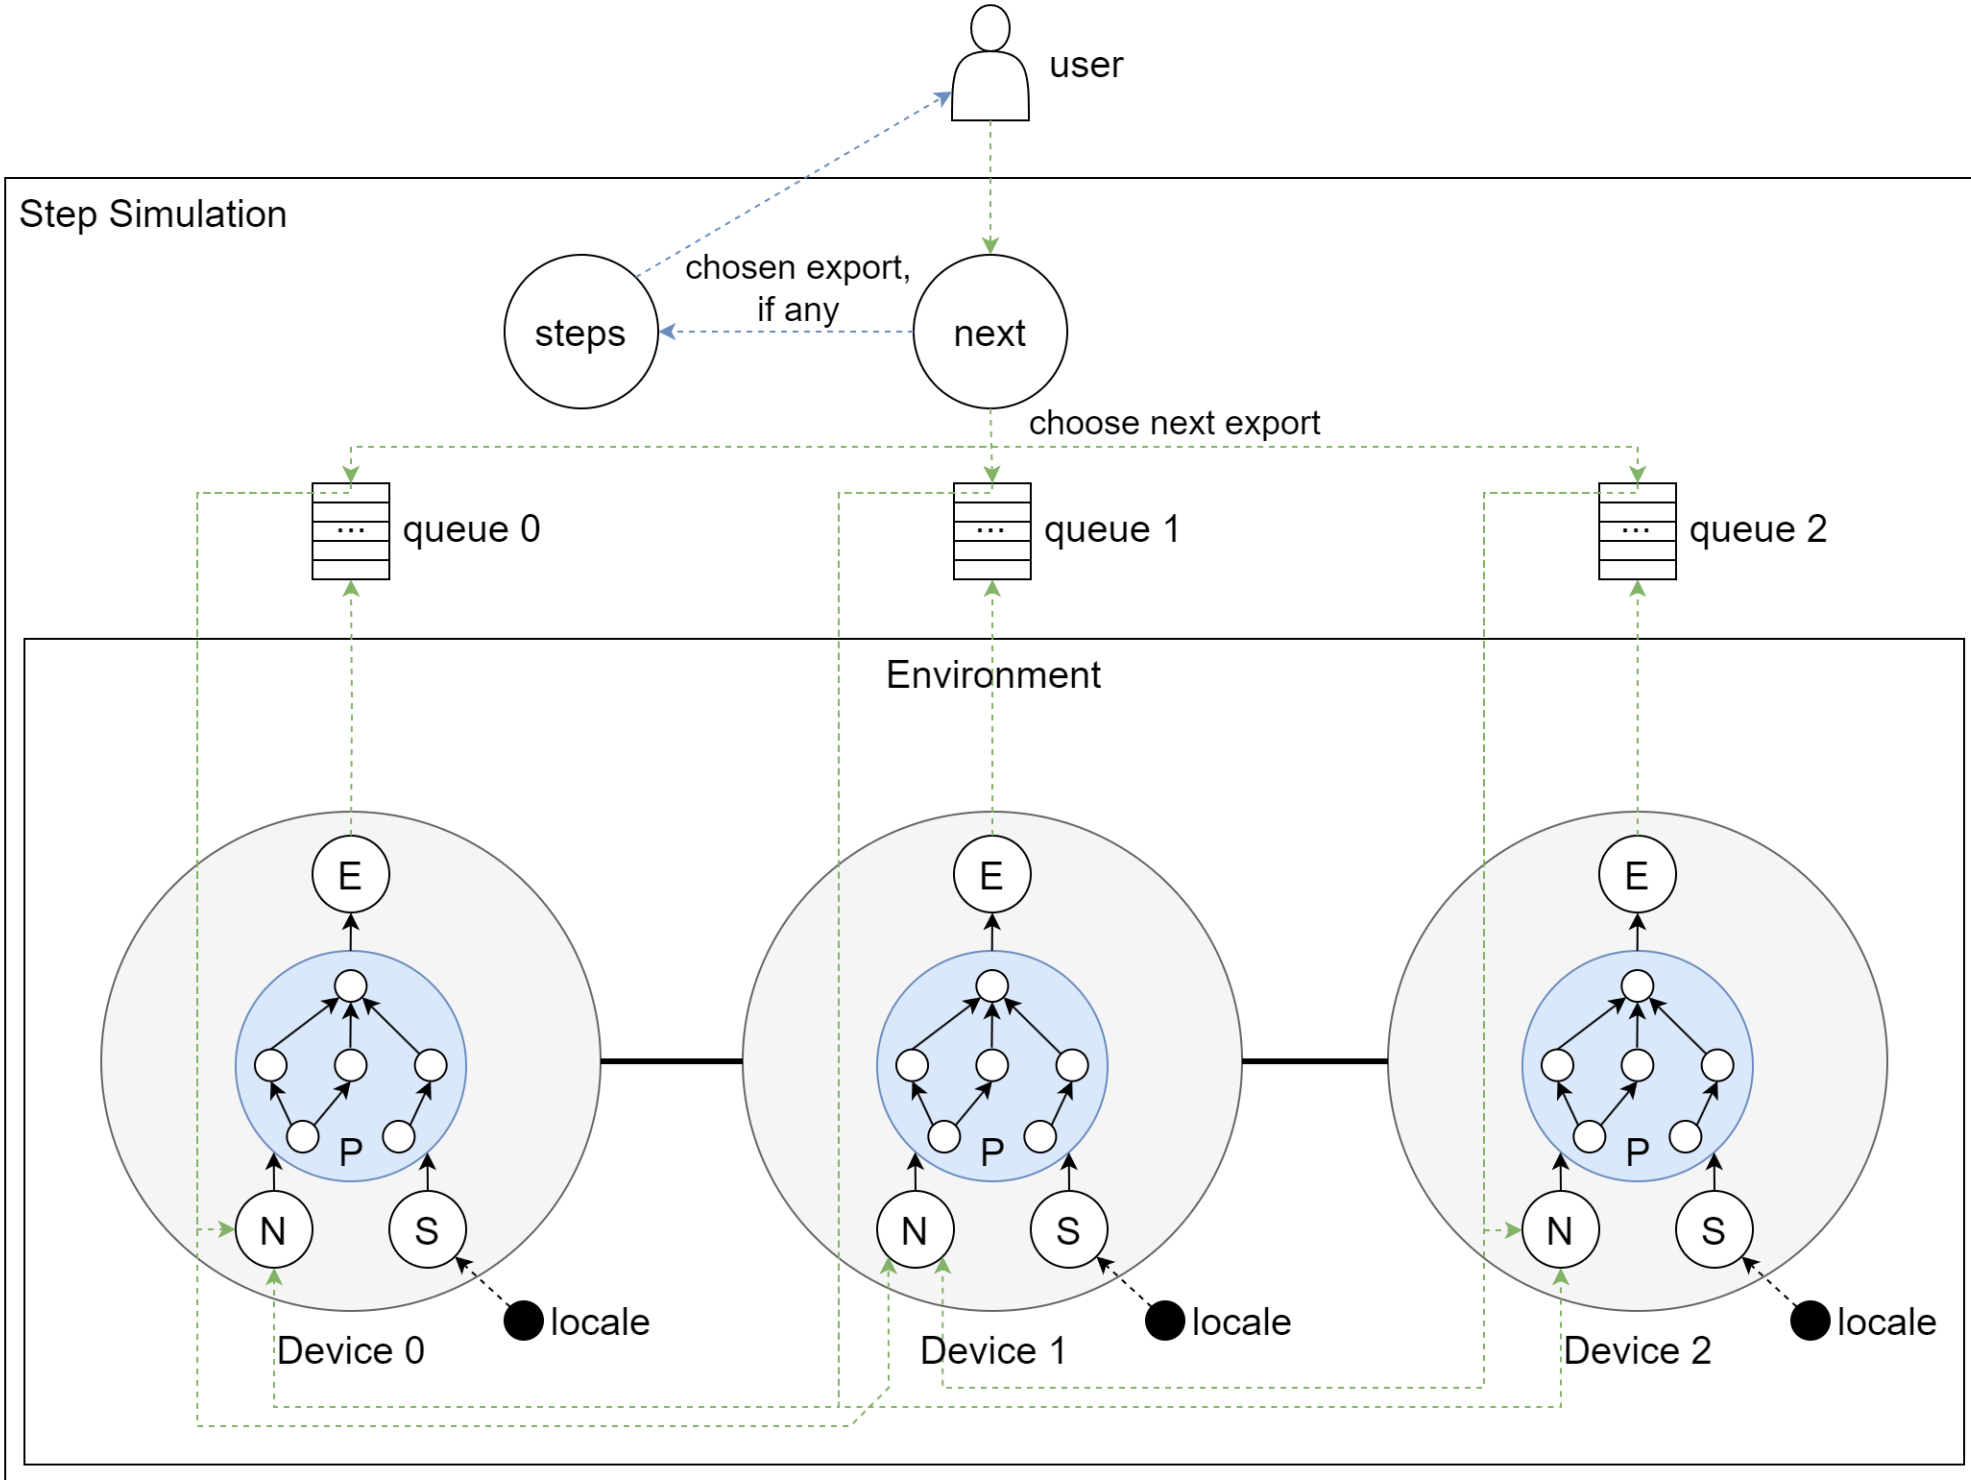 user
Step Simulation
chosen export,
if any
steps
next
choose next export
... queue 0
... queue 1
... queue 2
Environment
E
E
E
P
P
P
N
S
N
S
N
S
locale
locale
locale
Device 0
Device 1
Device 2